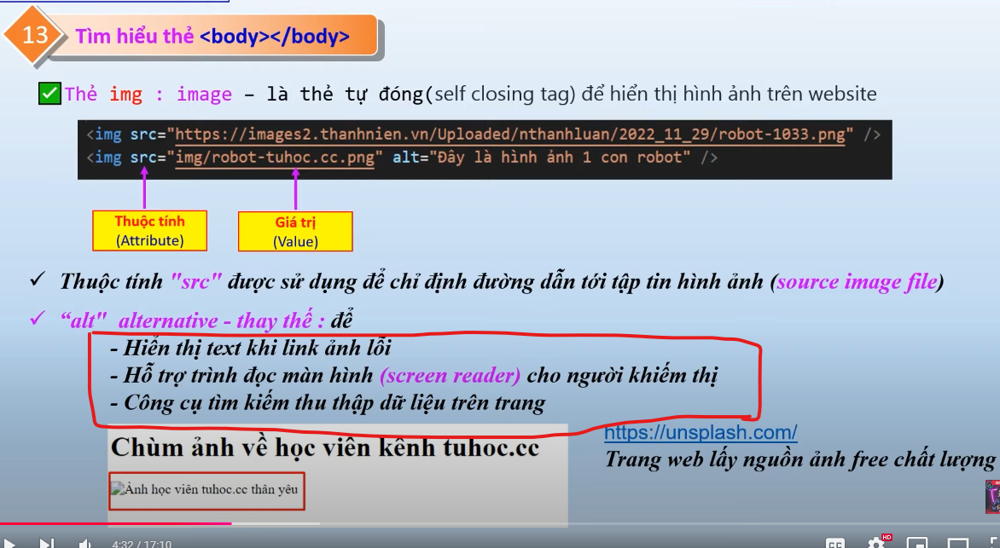 13
Tìm hiểu thẻ <body></body>
Thẻ img : image – là thẻ tự đóng(self closing tag) để hiển thị hình ảnh trên website
<img src="https://images2.thanhnien.vn/Uploaded/nthanhluan/2022_11_29/robot-1033.png" />
<img src="img/robot-tuhoc.cc.png" alt="Đây là hình ảnh 1 con robot" />
Thuộc tính
(Attribute)
Giá trị
(Value)
✓ Thuộc tính "src" được sử dụng để chỉ định đường dẫn tới tập tin hình ảnh (source image file)
✓ “alt" alternative - thay thế : để
- Hiển thị text khi link ảnh lỗi
- Hỗ trợ trình đọc màn hình (screen reader) cho người khiếm thị
- Công cụ tìm kiếm thu thập dữ liệu trên trang
Chùm ảnh về học viên kênh tuhoc.cc
Ảnh học viên tuhoc.cc thân yêu
https://unsplash.com/
Trang web lấy nguồn ảnh free chất lượng
4:32 / 17:10
CC
HD